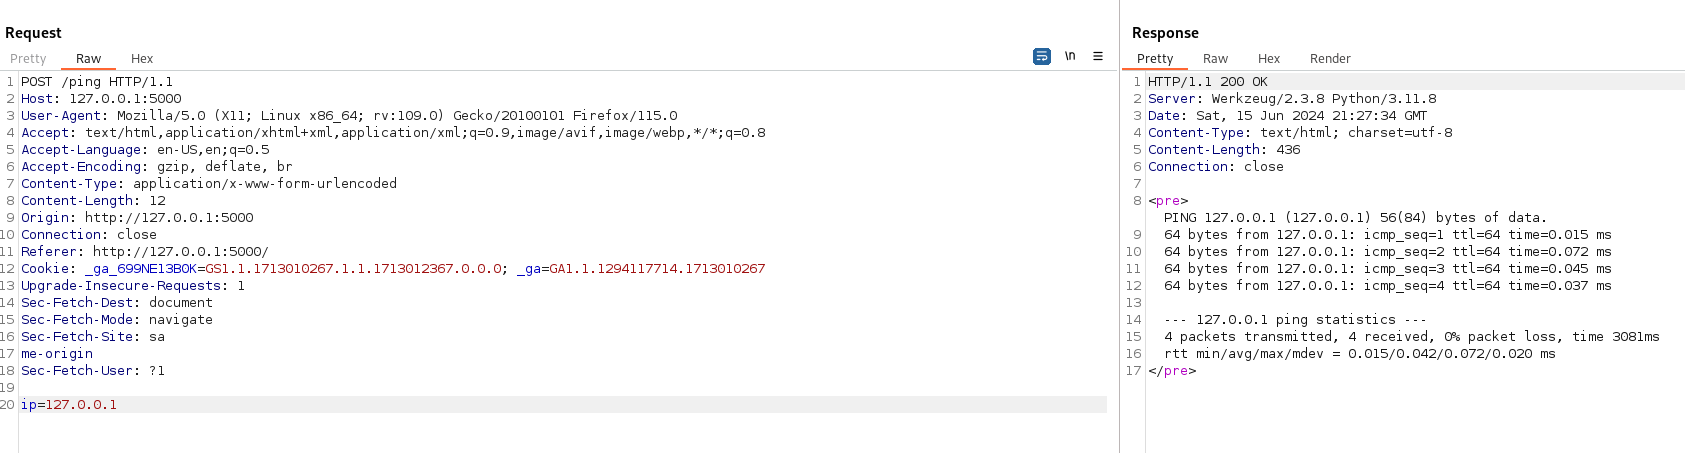 Request
Pretty Raw Hex \n
1 POST /ping HTTP/1.1
2 Host: 127.0.0.1:5000
3 User-Agent: Mozilla/5.0 (X11; Linux x86_64; rv:109.0) Gecko/20100101 Firefox/115.0
4 Accept: text/html,application/xhtml+xml,application/xml;q=0.9,image/avif,image/webp,*/*;q=0.8
5 Accept-Language: en-US,en;q=0.5
6 Accept-Encoding: gzip, deflate, br
7 Content-Type: application/x-www-form-urlencoded
8 Content-Length: 12
9 Origin: http://127.0.0.1:5000
10 Connection: close
11 Referer: http://127.0.0.1:5000/
12 Cookie: _ga_699NE13B0K=GS1.1.1713010267.1.1.1713012367.0.0.0; _ga=GA1.1.1294117714.1713010267
13 Upgrade-Insecure-Requests: 1
14 Sec-Fetch-Dest: document
15 Sec-Fetch-Mode: navigate
16 Sec-Fetch-Site: sa
17 me-origin
18 Sec-Fetch-User: ?1
19
20 ip=127.0.0.1
Response
Pretty Raw Hex Render
1 HTTP/1.1 200 OK
2 Server: Werkzeug/2.3.8 Python/3.11.8
3 Date: Sat, 15 Jun 2024 21:27:34 GMT
4 Content-Type: text/html; charset=utf-8
5 Content-Length: 436
6 Connection: close
7
8 <pre>
PING 127.0.0.1 (127.0.0.1) 56(84) bytes of data.
9 64 bytes from 127.0.0.1: icmp_seq=1 ttl=64 time=0.015 ms
10 64 bytes from 127.0.0.1: icmp_seq=2 ttl=64 time=0.072 ms
11 64 bytes from 127.0.0.1: icmp_seq=3 ttl=64 time=0.045 ms
12 64 bytes from 127.0.0.1: icmp_seq=4 ttl=64 time=0.037 ms
13
14 --- 127.0.0.1 ping statistics ---
15 4 packets transmitted, 4 received, 0% packet loss, time 3081ms
16 rtt min/avg/max/mdev = 0.015/0.042/0.072/0.020 ms
17 </pre>